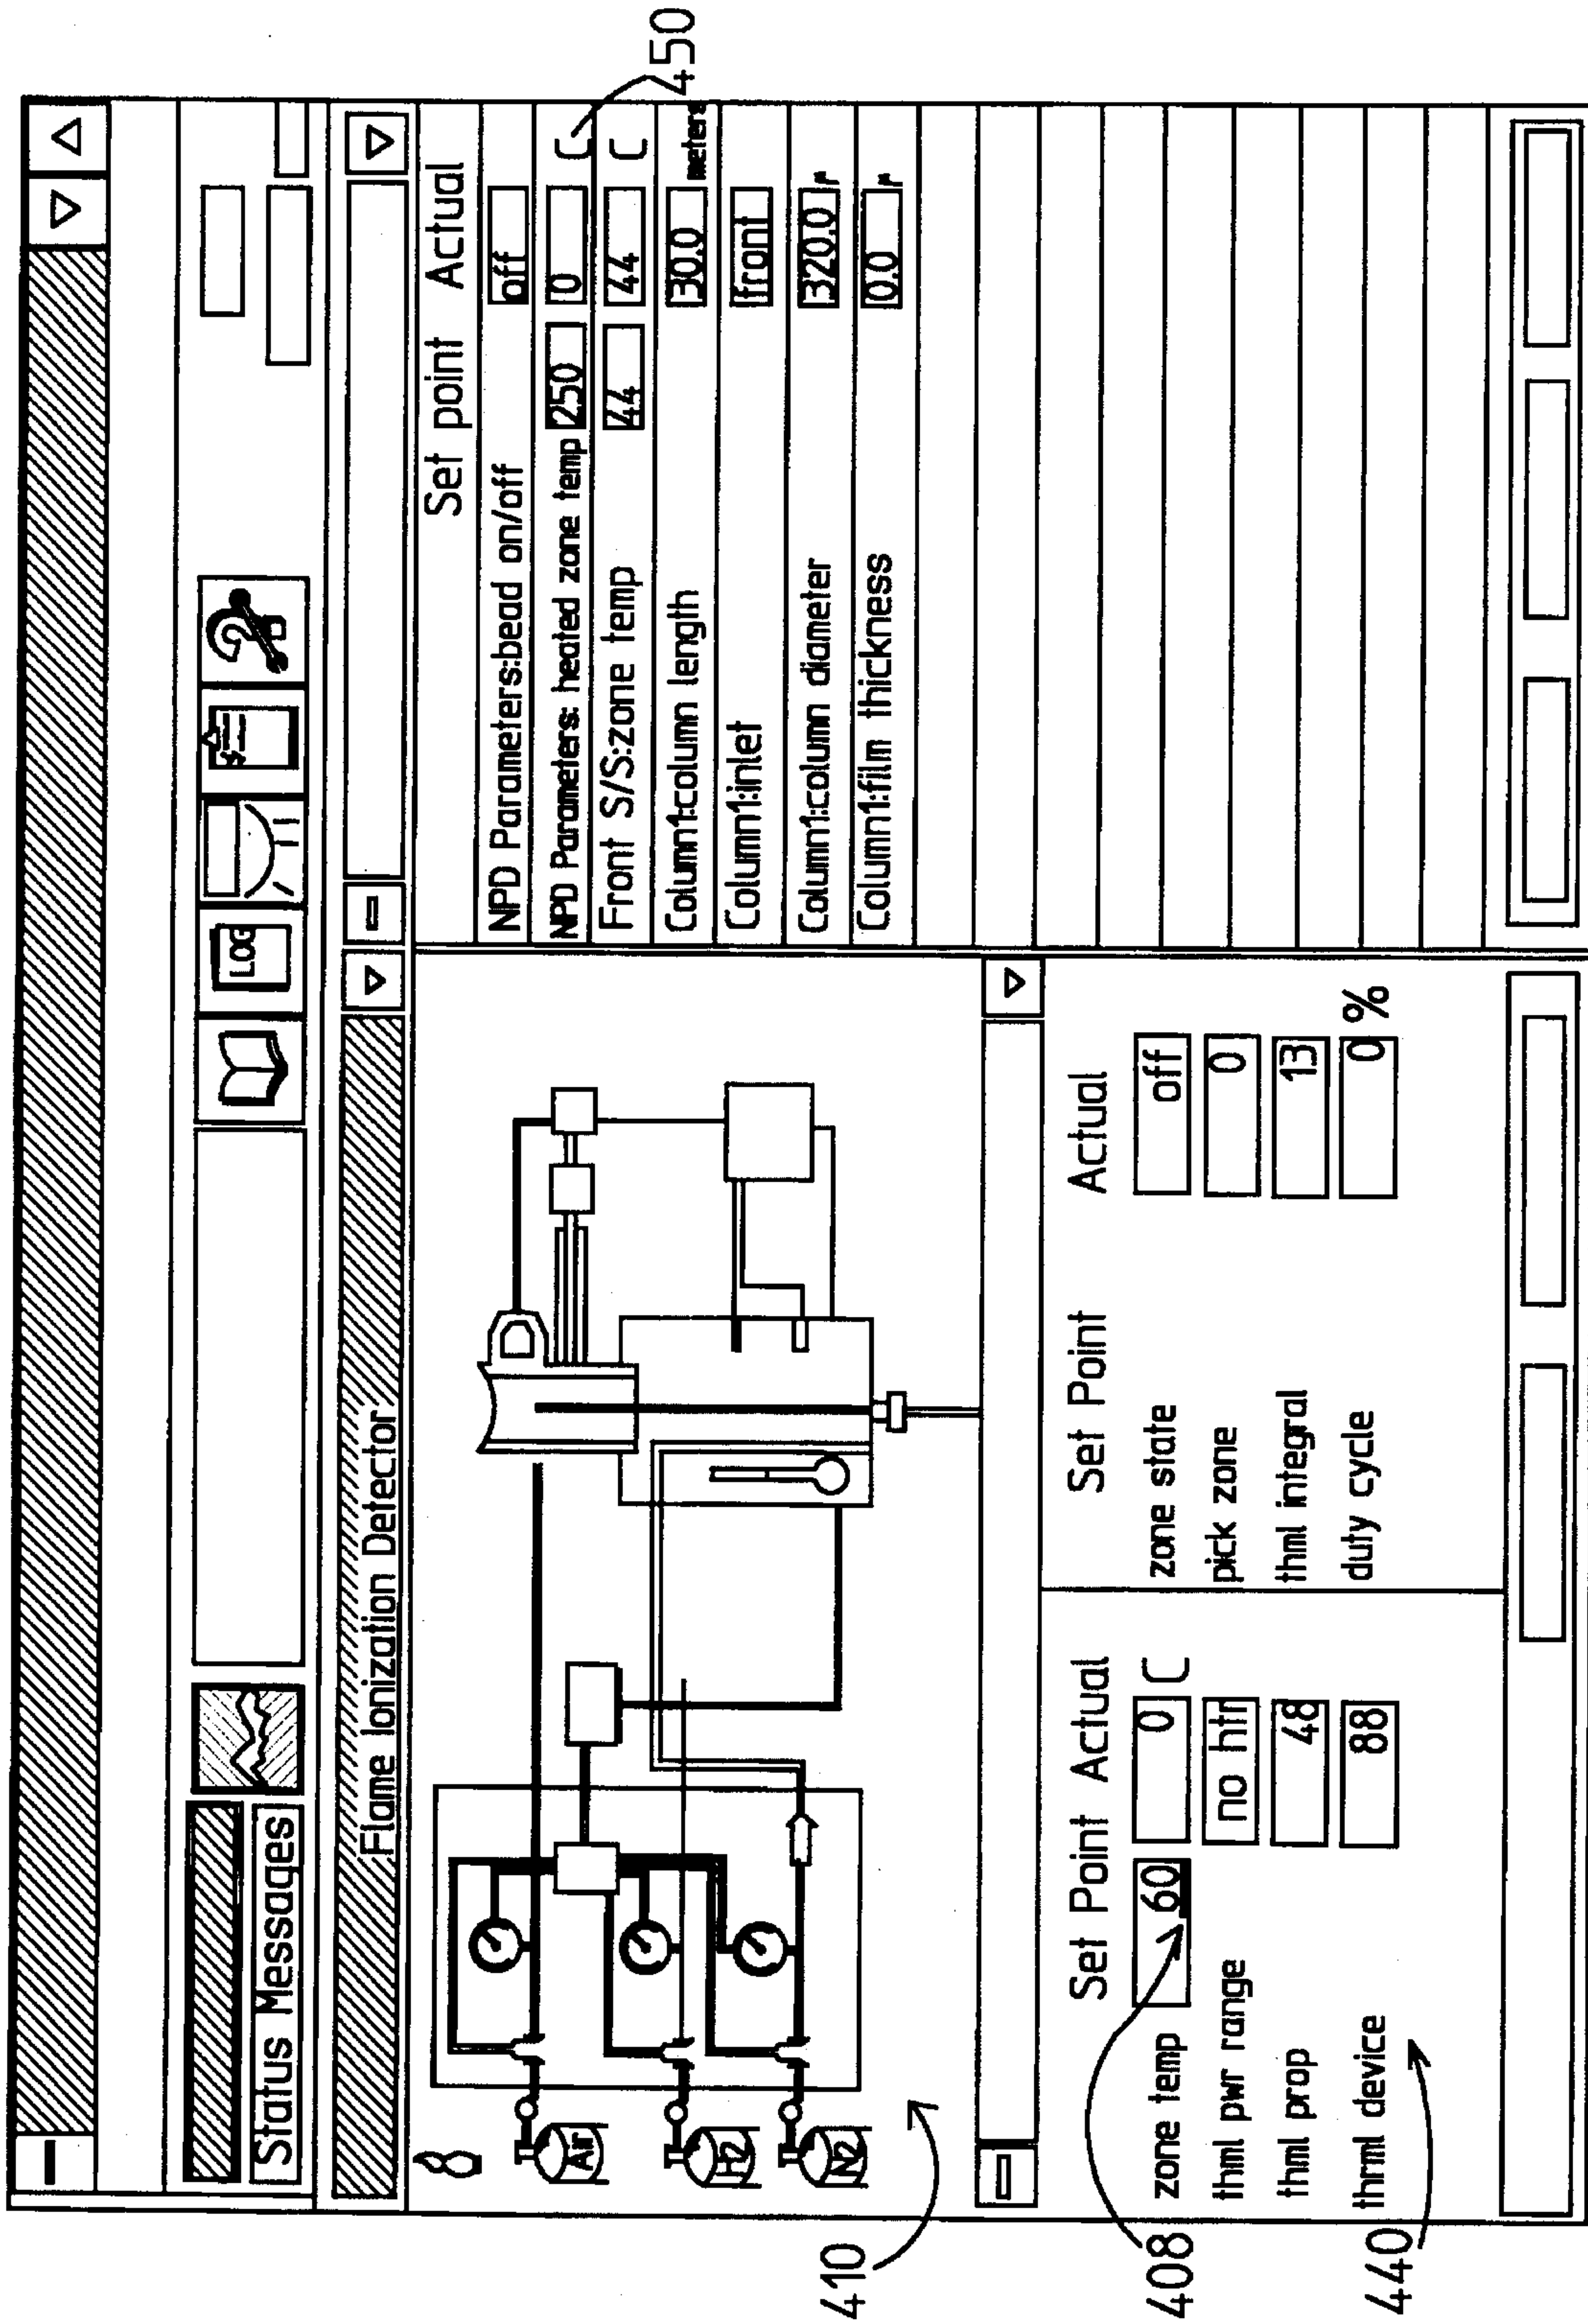 Status Messages
LOG
Flame Ionization Detector
Air
H2
N2
410
Set point Actual
NPD Parameters:bead on/off off
NPD Parameters: heated zone temp 250 0 C
450
Front S/S:zone temp 44 44 C
Column1:column length 30.0 meters
Column1:inlet front
Column1:column diameter 320.0 µ
Column1:film thickness 0.0 µ
Set Point Actual
zone temp 60 0 C
408
thml pwr range no htr
thml prop 48
thrml device 88
440
Set Point Actual
zone state off
pick zone 0
thml integral 13
duty cycle 0 %